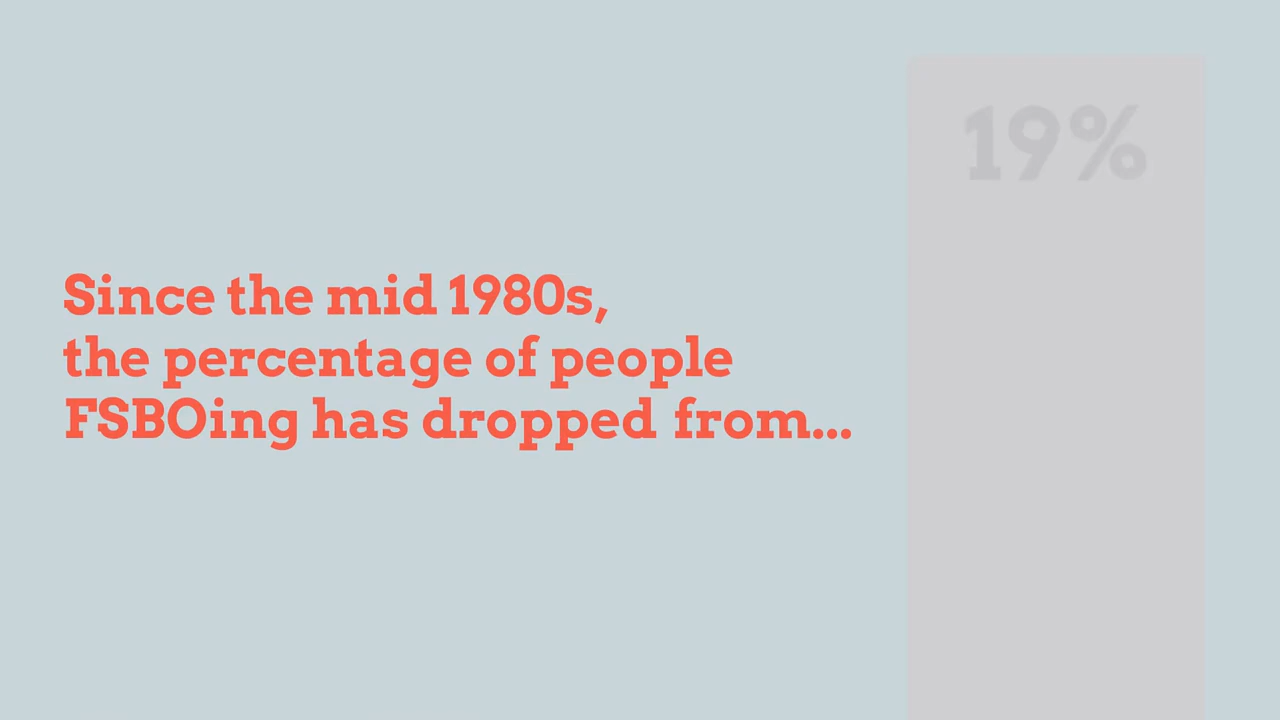 Since the mid 1980s,
the percentage of people
FSBOing has dropped from...
19%